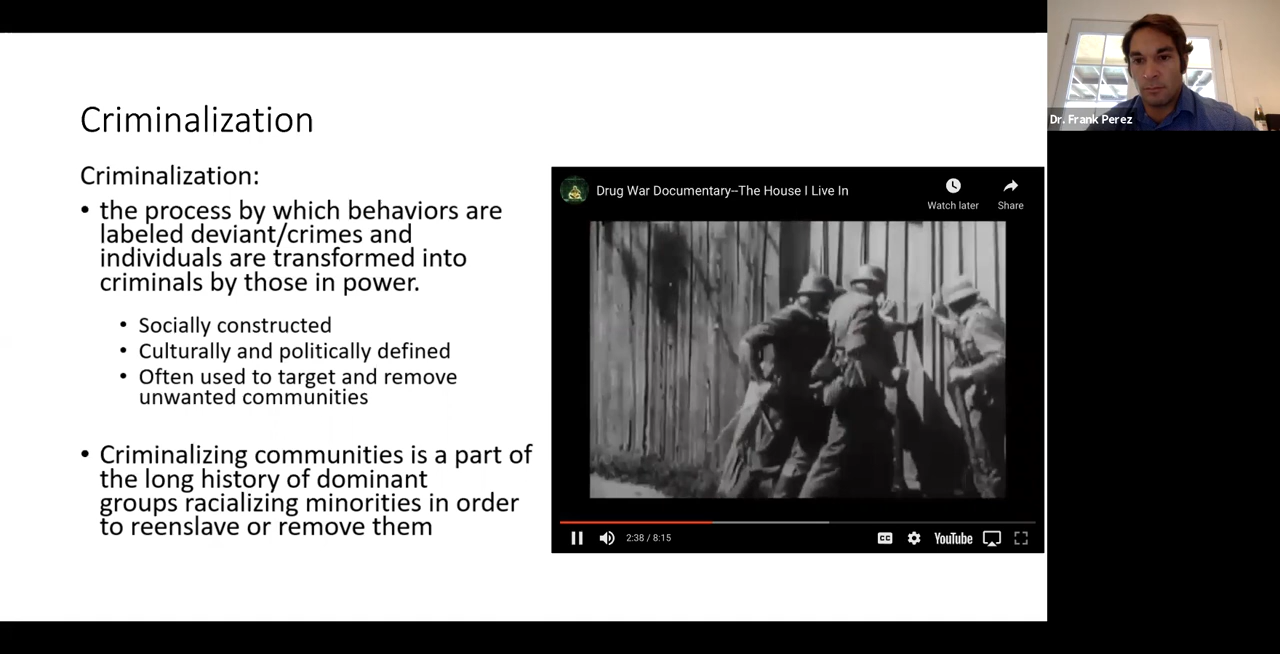 Criminalization
Criminalization:
• the process by which behaviors are
labeled deviant/crimes and
individuals are transformed into
criminals by those in power.
• Socially constructed
• Culturally and politically defined
• Often used to target and remove
unwanted communities
• Criminalizing communities is a part of
the long history of dominant
groups racializing minorities in order
to reenslave or remove them
Drug War Documentary--The House I Live In
Watch later
Share
2:38 / 8:15
CC
YouTube
Dr. Frank Perez